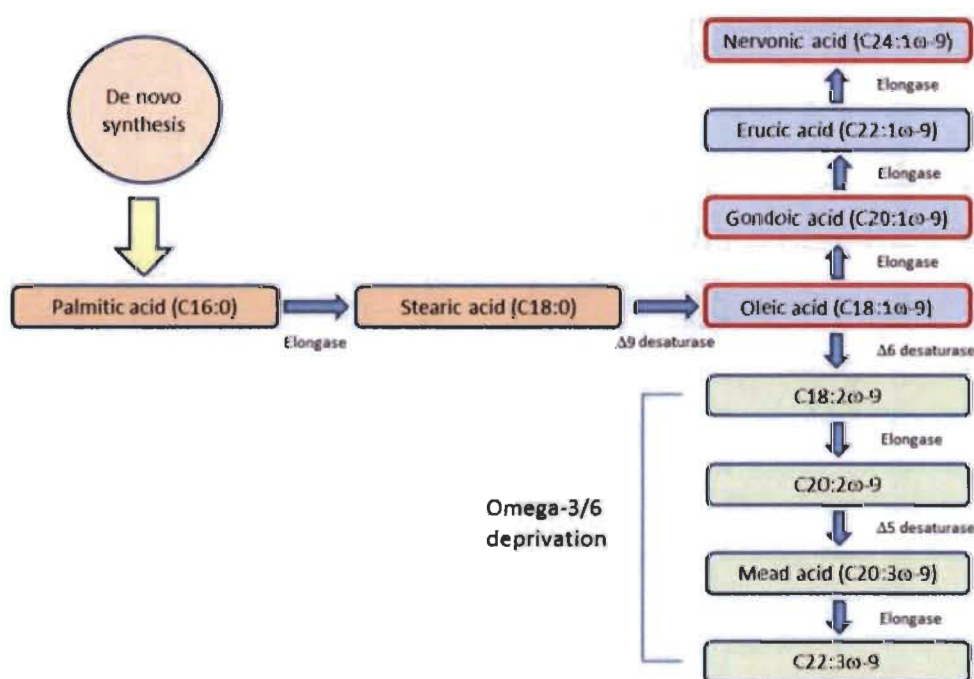 Nervonic acid (C24:1ω-9)
Elongase
De novo
synthesis
Erucic acid (C22:1ω-9)
Elongase
Gondoic acid (C20:1ω-9)
Elongase
Palmitic acid (C16:0)
Elongase
Stearic acid (C18:0)
Δ9 desaturase
Oleic acid (C18:1ω-9)
Δ6 desaturase
C18:2ω-9
Elongase
C20:2ω-9
Omega-3/6
deprivation
Δ5 desaturase
Mead acid (C20:3ω-9)
Elongase
C22:3ω-9